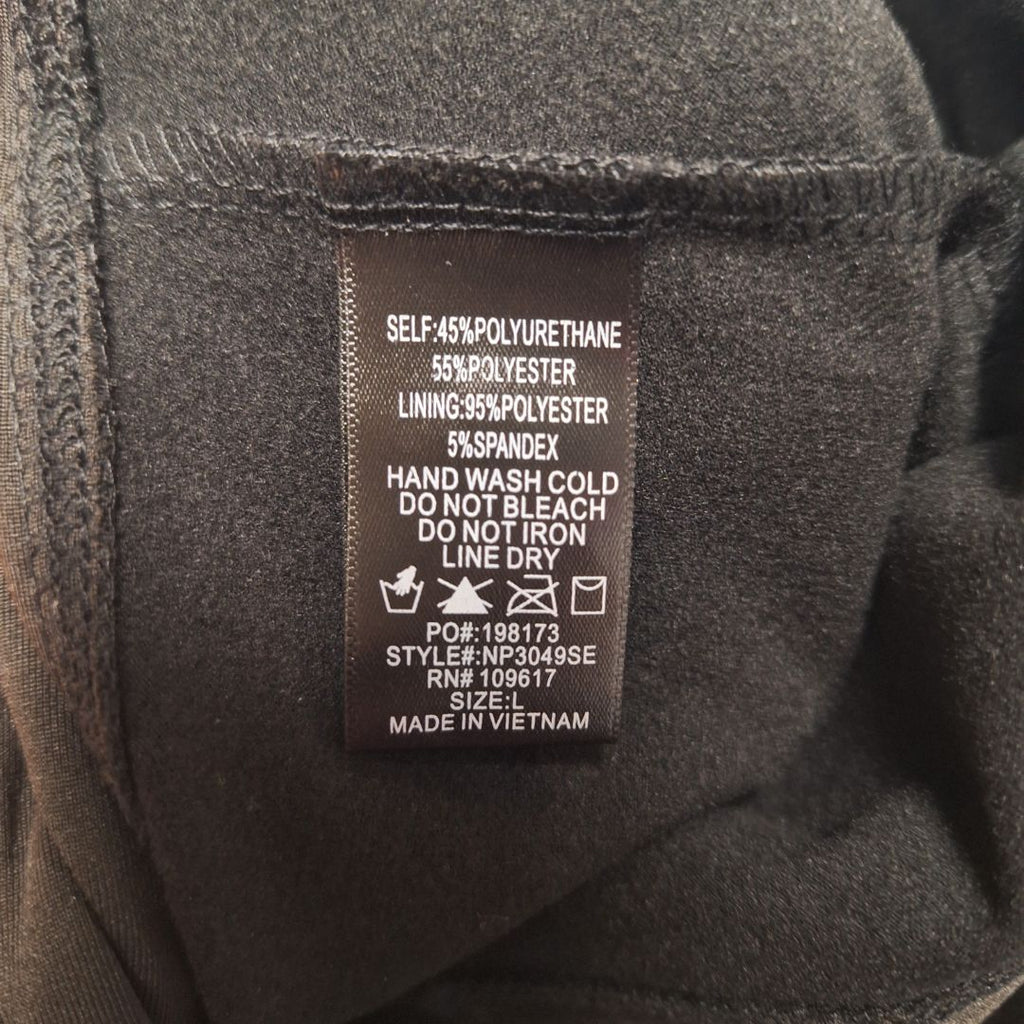 SELF:45%POLYURETHANE
55%POLYESTER
LINING:95%POLYESTER
5%SPANDEX
HAND WASH COLD
DO NOT BLEACH
DO NOT IRON
LINE DRY
PO#:198173
STYLE#:NP3049SE
RN# 109617
SIZE:L
MADE IN VIETNAM